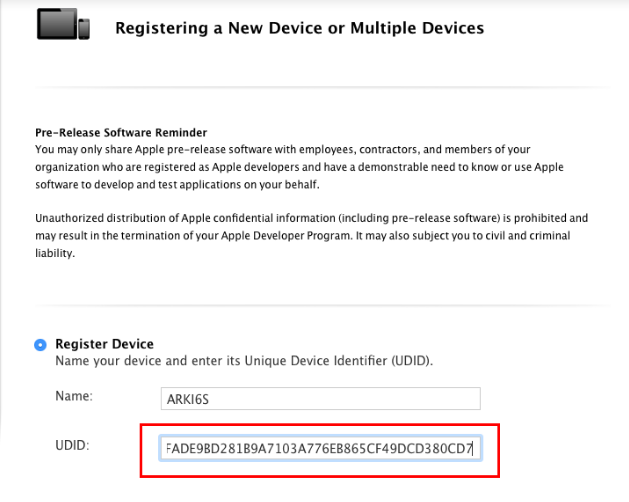 Registering a New Device or Multiple Devices
Pre-Release Software Reminder
You may only share Apple pre-release software with employees, contractors, and members of your
organization who are registered as Apple developers and have a demonstrable need to know or use Apple
software to develop and test applications on your behalf.
Unauthorized distribution of Apple confidential information (including pre-release software) is prohibited and
may result in the termination of your Apple Developer Program. It may also subject you to civil and criminal
liability.
Register Device
Name your device and enter its Unique Device Identifier (UDID).
Name: ARKI6S
UDID: FADE9BD281B9A7103A776EB865CF49DCD380CD7